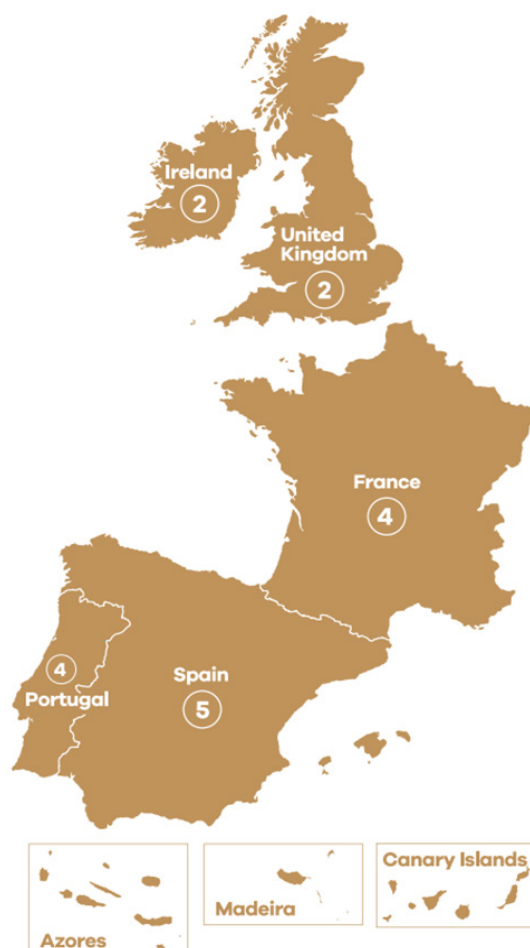 Ireland
2
United
Kingdom
2
France
4
4
Portugal
Spain
5
Azores
Madeira
Canary Islands